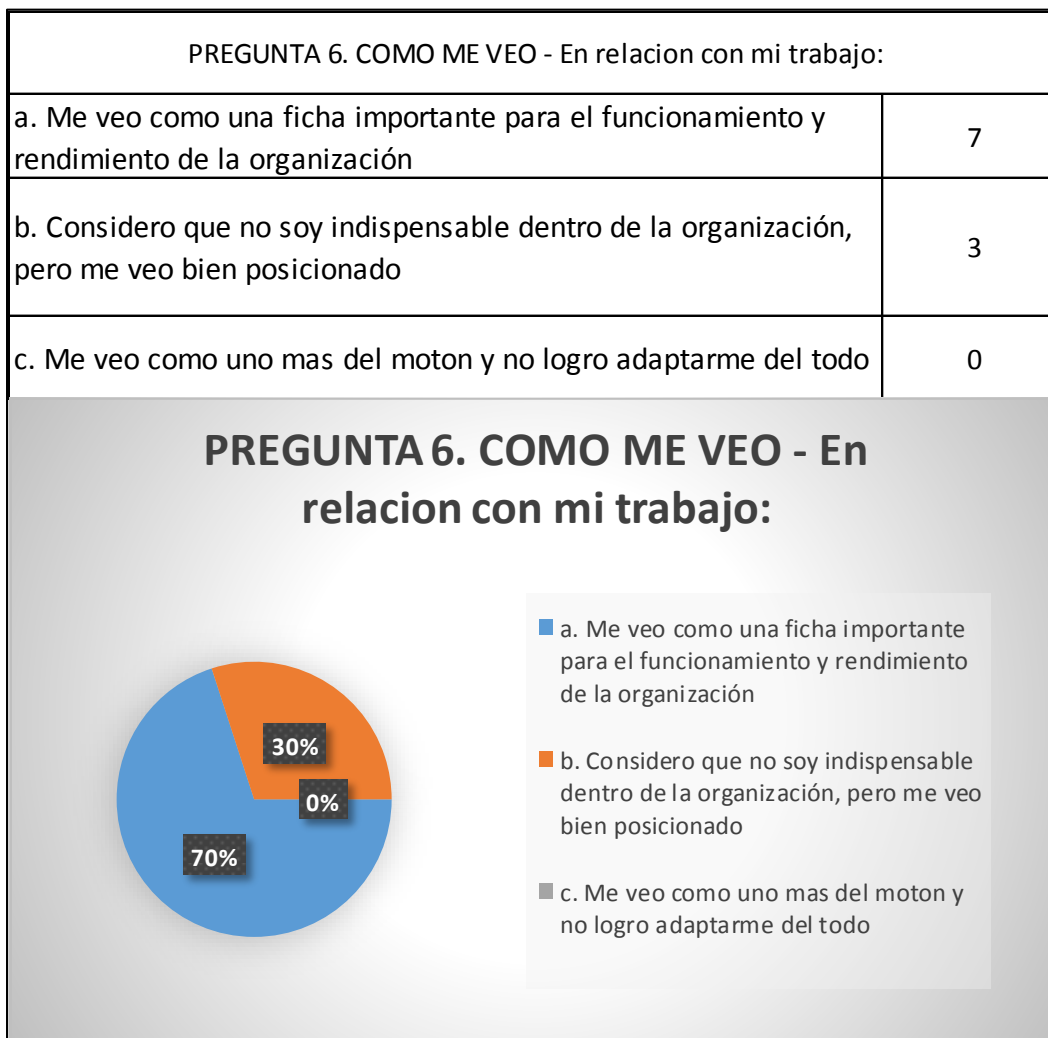 PREGUNTA 6. COMO ME VEO - En relacion con mi trabajo:
a. Me veo como una ficha importante para el funcionamiento y
rendimiento de la organización
7
b. Considero que no soy indispensable dentro de la organización,
pero me veo bien posicionado
3
c. Me veo como uno mas del moton y no logro adaptarme del todo
0
PREGUNTA 6. COMO ME VEO - En
relacion con mi trabajo:
30%
0%
70%
a. Me veo como una ficha importante
para el funcionamiento y rendimiento
de la organización
b. Considero que no soy indispensable
dentro de la organización, pero me veo
bien posicionado
c. Me veo como uno mas del moton y
no logro adaptarme del todo